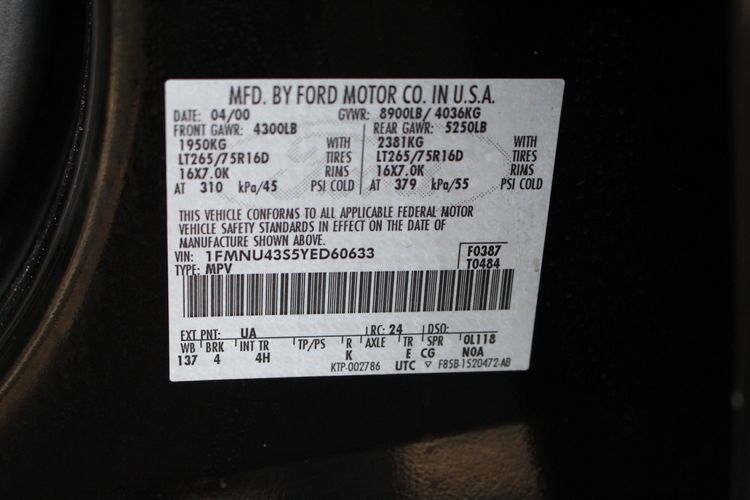 MFD. BY FORD MOTOR CO. IN U.S.A.
DATE: 04/00 GVWR: 8900LB/ 4036KG
FRONT GAWR: 4300LB REAR GAWR: 5250LB
1950KG WITH 2381KG WITH
LT265/75R16D TIRES LT265/75R16D TIRES
16X7.0K RIMS 16X7.0K RIMS
AT 310 kPa/45 PSI COLD AT 379 kPa/55 PSI COLD
THIS VEHICLE CONFORMS TO ALL APPLICABLE FEDERAL MOTOR
VEHICLE SAFETY STANDARDS IN EFFECT ON THE DATE OF
MANUFACTURE SHOWN ABOVE.
VIN: 1FMNU43S5YED60633 F0387
TYPE: MPV T0484
EXT PNT: UA RC: 24 DSO:
WB BRK INT TR TP/PS R AXLE TR SPR 0L118
137 4 4H K E CG N0A
KTP-002786 UTC ▽ F85B-1520472-AB